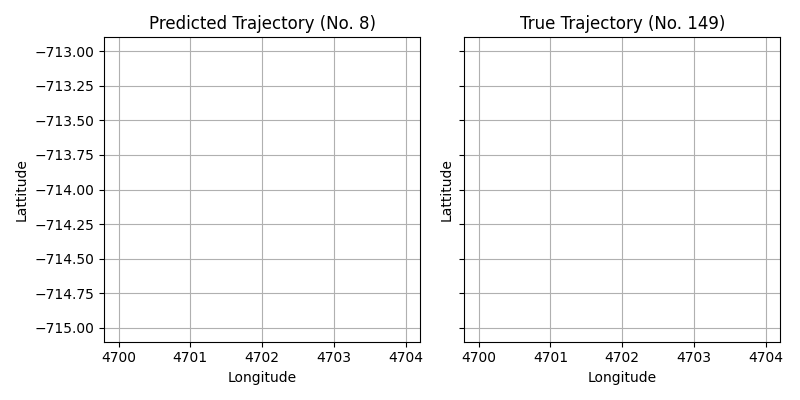 Predicted Trajectory (No. 8)
True Trajectory (No. 149)
−713.00
−713.25
−713.50
−713.75
−714.00
−714.25
−714.50
−714.75
−715.00
Lattitude
Lattitude
4700 4701 4702 4703 4704
4700 4701 4702 4703 4704
Longitude
Longitude